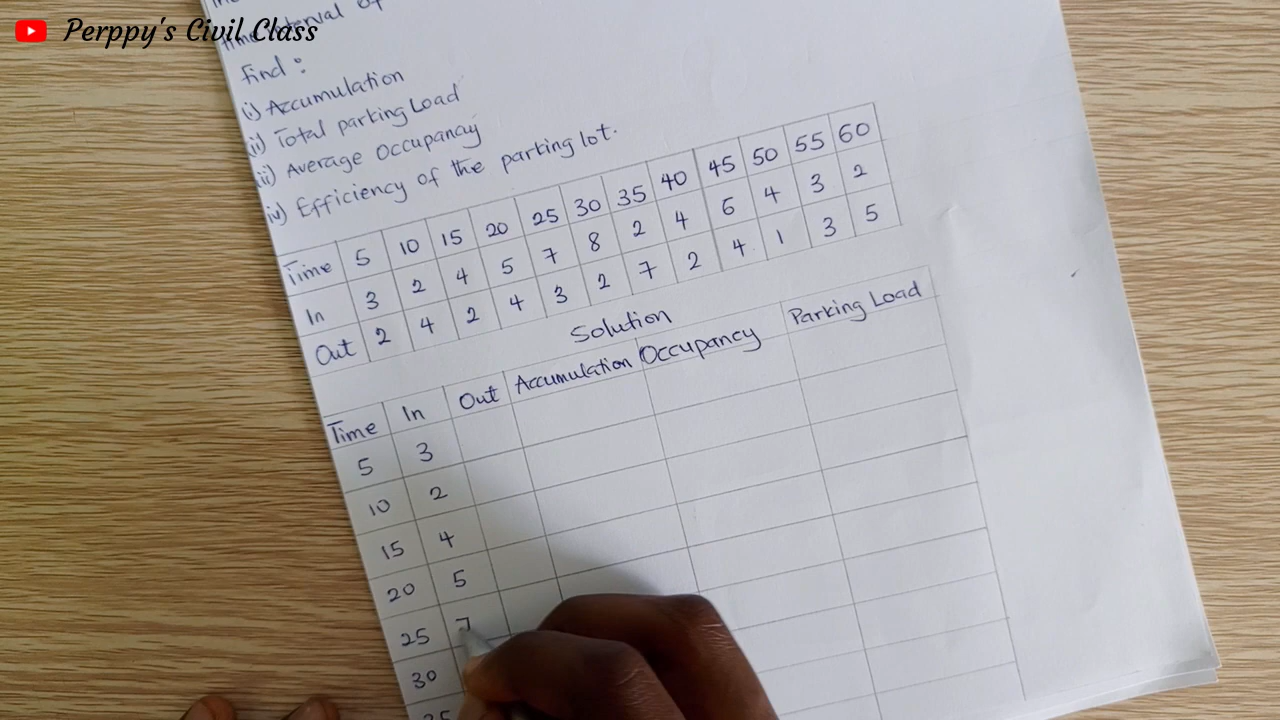 Perppy's Civil Class
Find :
i) Accumulation
ii) Total parking Load
iii) Average Occupancy
iv) Efficiency of the parking lot.
Time 5 10 15 20 25 30 35 40 45 50 55 60
In 3 2 4 5 7 8 2 4 6 4 3 2
Out 2 4 2 4 3 2 7 2 4 1 3 5
Solution
Time In Out Accumulation Occupancy Parking Load
5 3
10 2
15 4
20 5
25 7
30
35